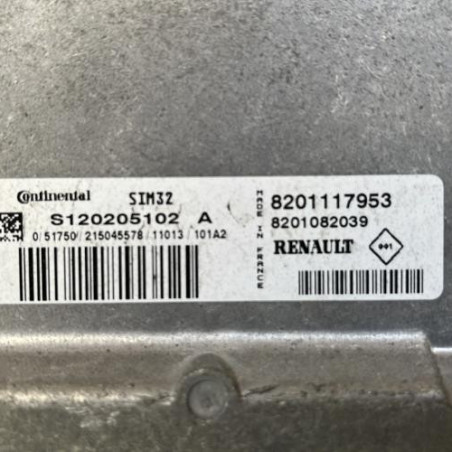 Continental SIM32
S120205102 A
0/51750/215045578/11013/101A2
MADE IN FRANCE
8201117953
8201082039
RENAULT